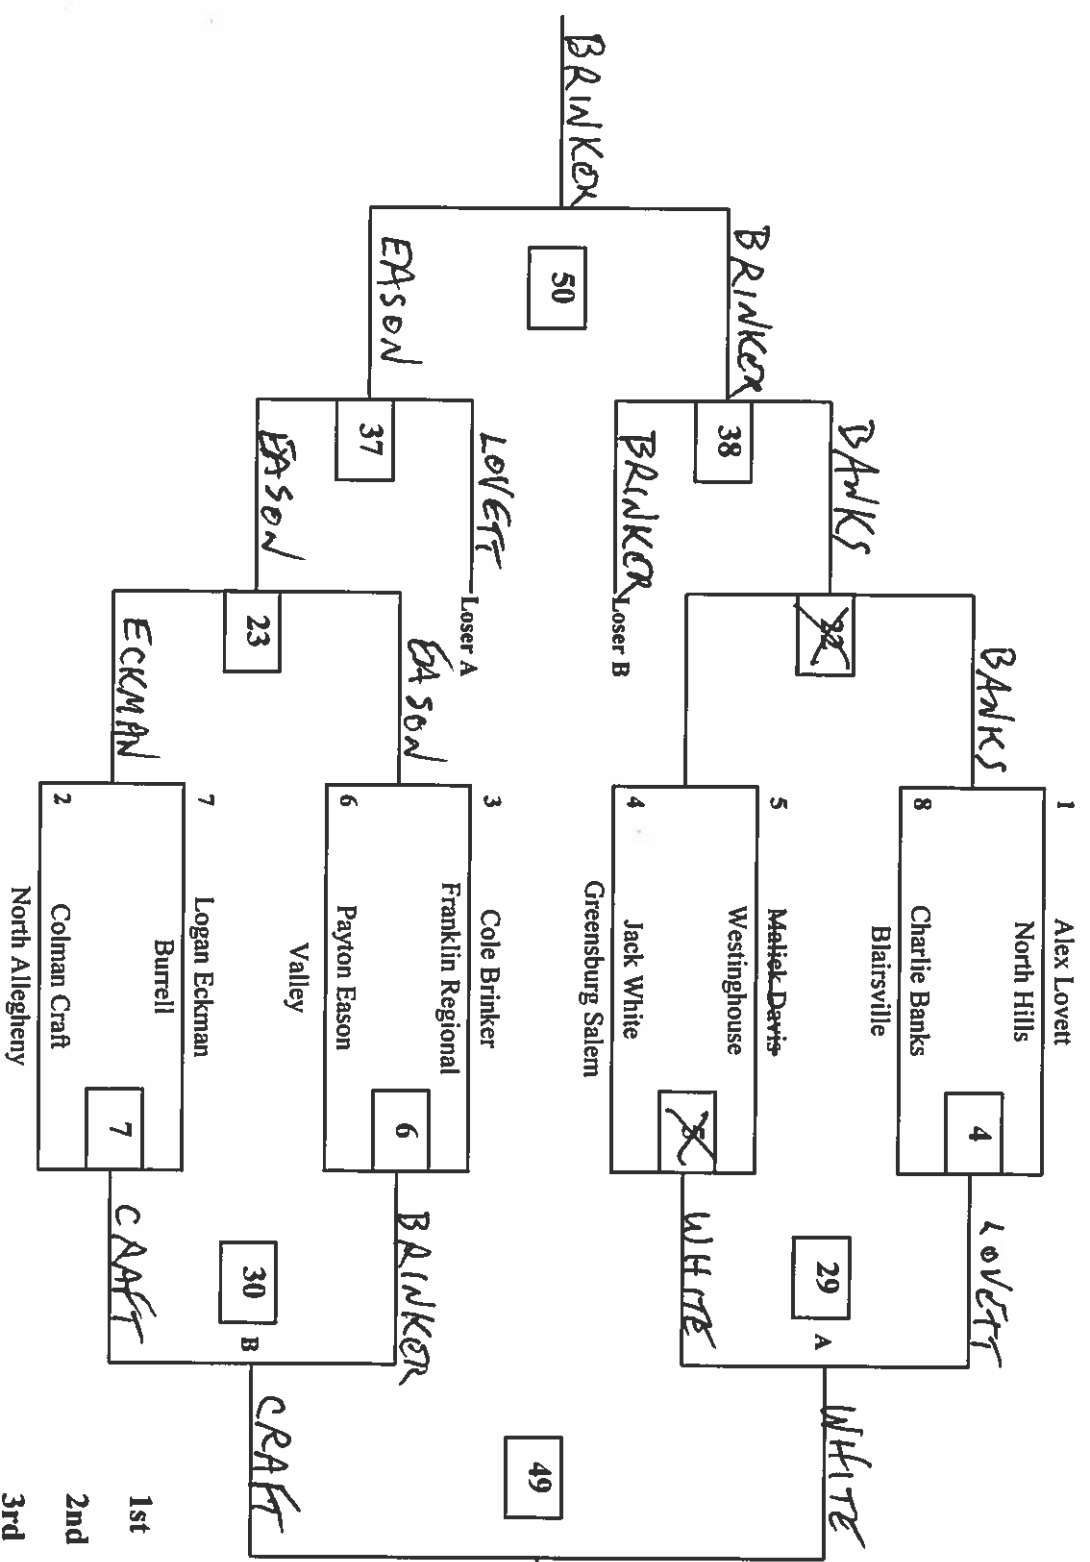 1
Alex Lovett
North Hills
8
Charlie Banks
Blairsville
4
5
Malick Davis
Westinghouse
4
Jack White
Greensburg Salem
5
3
Cole Brinker
Franklin Regional
6
Payton Eason
Valley
6
7
Logan Eckman
Burrell
2
Colman Craft
North Allegheny
7
LOVETT
29
A
WHITE
BRINKER
30
B
CRAFT
WHITE
49
CRAFT
BANKS
22
BANKS
38
BRINKER
Loser B
BRINKER
50
BRINKER
LOVETT
Loser A
37
EASON
EASON
23
EASON
ECKMAN
1st
2nd
3rd